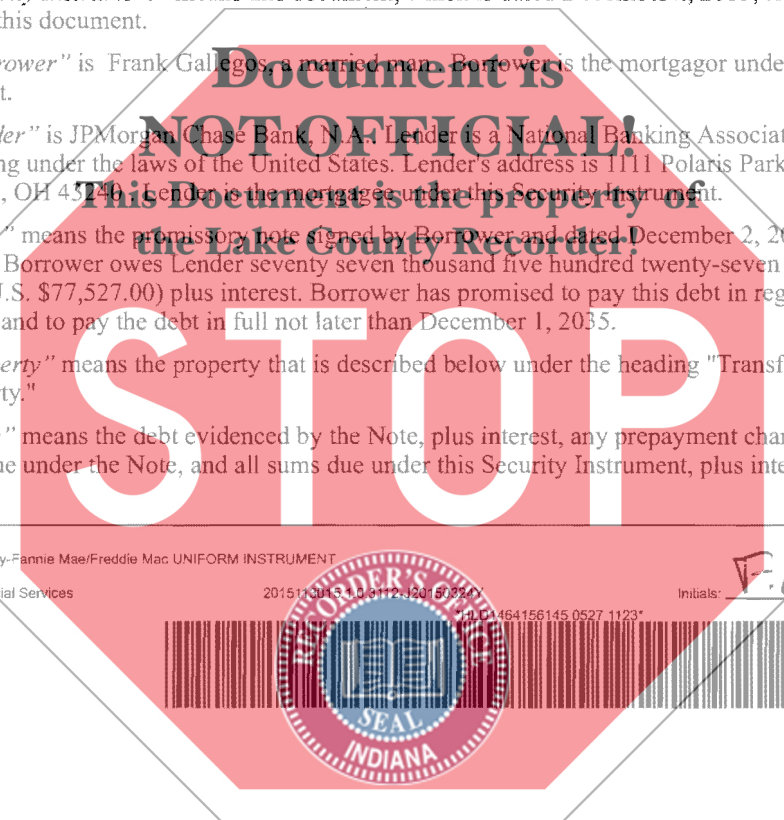 this document.
rower" is Frank Gallegos, a married man. Borrower is the mortgagor unde
t.
Document is
NOT OFFICIAL!
This Document is the property of
the Lake County Recorder!
der" is JPMorgan Chase Bank, N.A.. Lender is a National Banking Associat
ng under the laws of the United States. Lender's address is 1111 Polaris Park
, OH 43240. Lender is the mortgagee under this Security Instrument.
" means the promissory note signed by Borrower and dated December 2, 20
Borrower owes Lender seventy seven thousand five hundred twenty-seven
U.S. $77,527.00) plus interest. Borrower has promised to pay this debt in reg
and to pay the debt in full not later than December 1, 2035.
erty" means the property that is described below under the heading "Transf
ty."
" means the debt evidenced by the Note, plus interest, any prepayment char
ne under the Note, and all sums due under this Security Instrument, plus inte
STOP
y-Fannie Mae/Freddie Mac UNIFORM INSTRUMENT
ial Services
Initials:
RECORDER'S OFFICE
SEAL
INDIANA